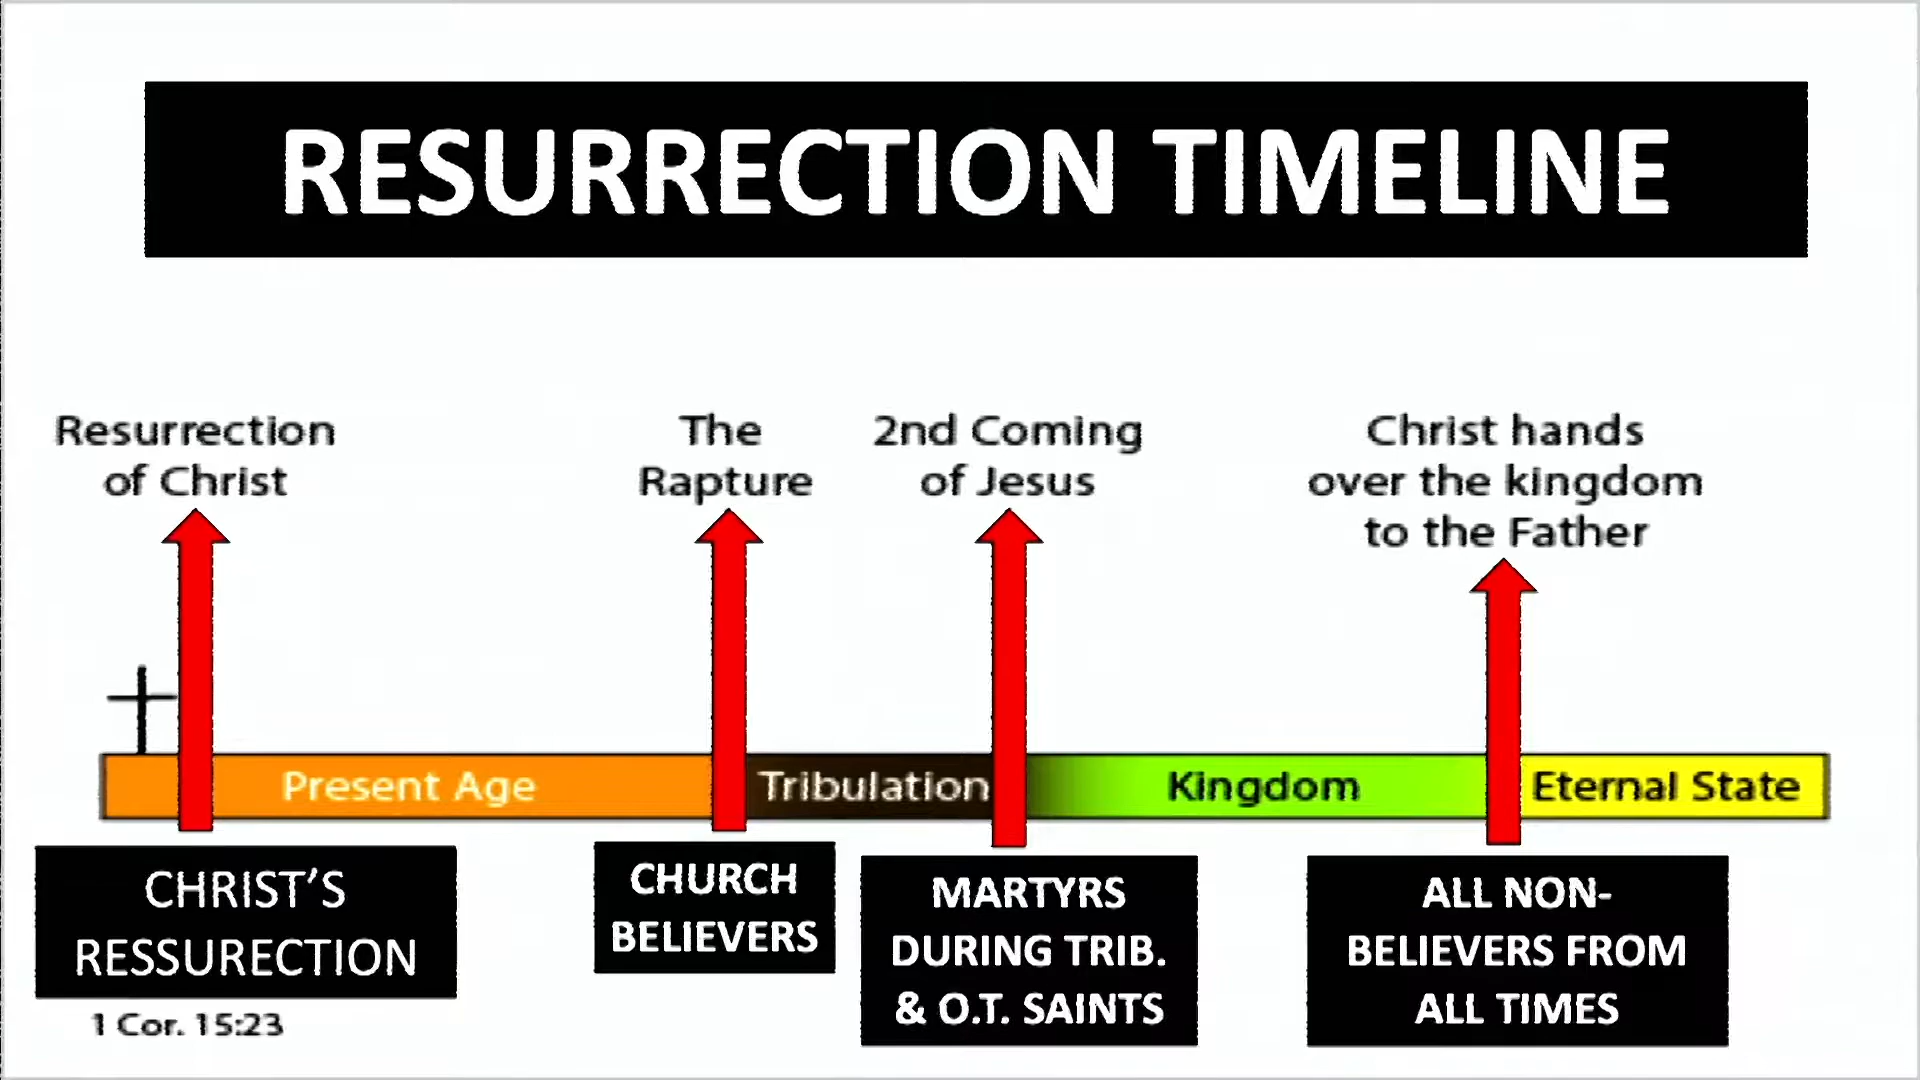 RESURRECTION TIMELINE
Resurrection
of Christ
The
Rapture
2nd Coming
of Jesus
Christ hands
over the kingdom
to the Father
Present Age
Tribulation
Kingdom
Eternal State
CHRIST’S
RESSURECTION
1 Cor. 15:23
CHURCH
BELIEVERS
MARTYRS
DURING TRIB.
& O.T. SAINTS
ALL NON-
BELIEVERS FROM
ALL TIMES